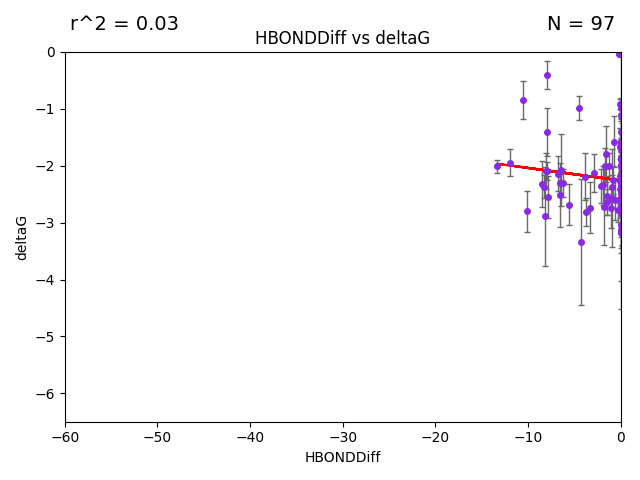 r^2 = 0.03
N = 97
HBONDDiff vs deltaG
0
−1
−2
−3
−4
−5
−6
deltaG
−60
−50
−40
−30
−20
−10
0
HBONDDiff